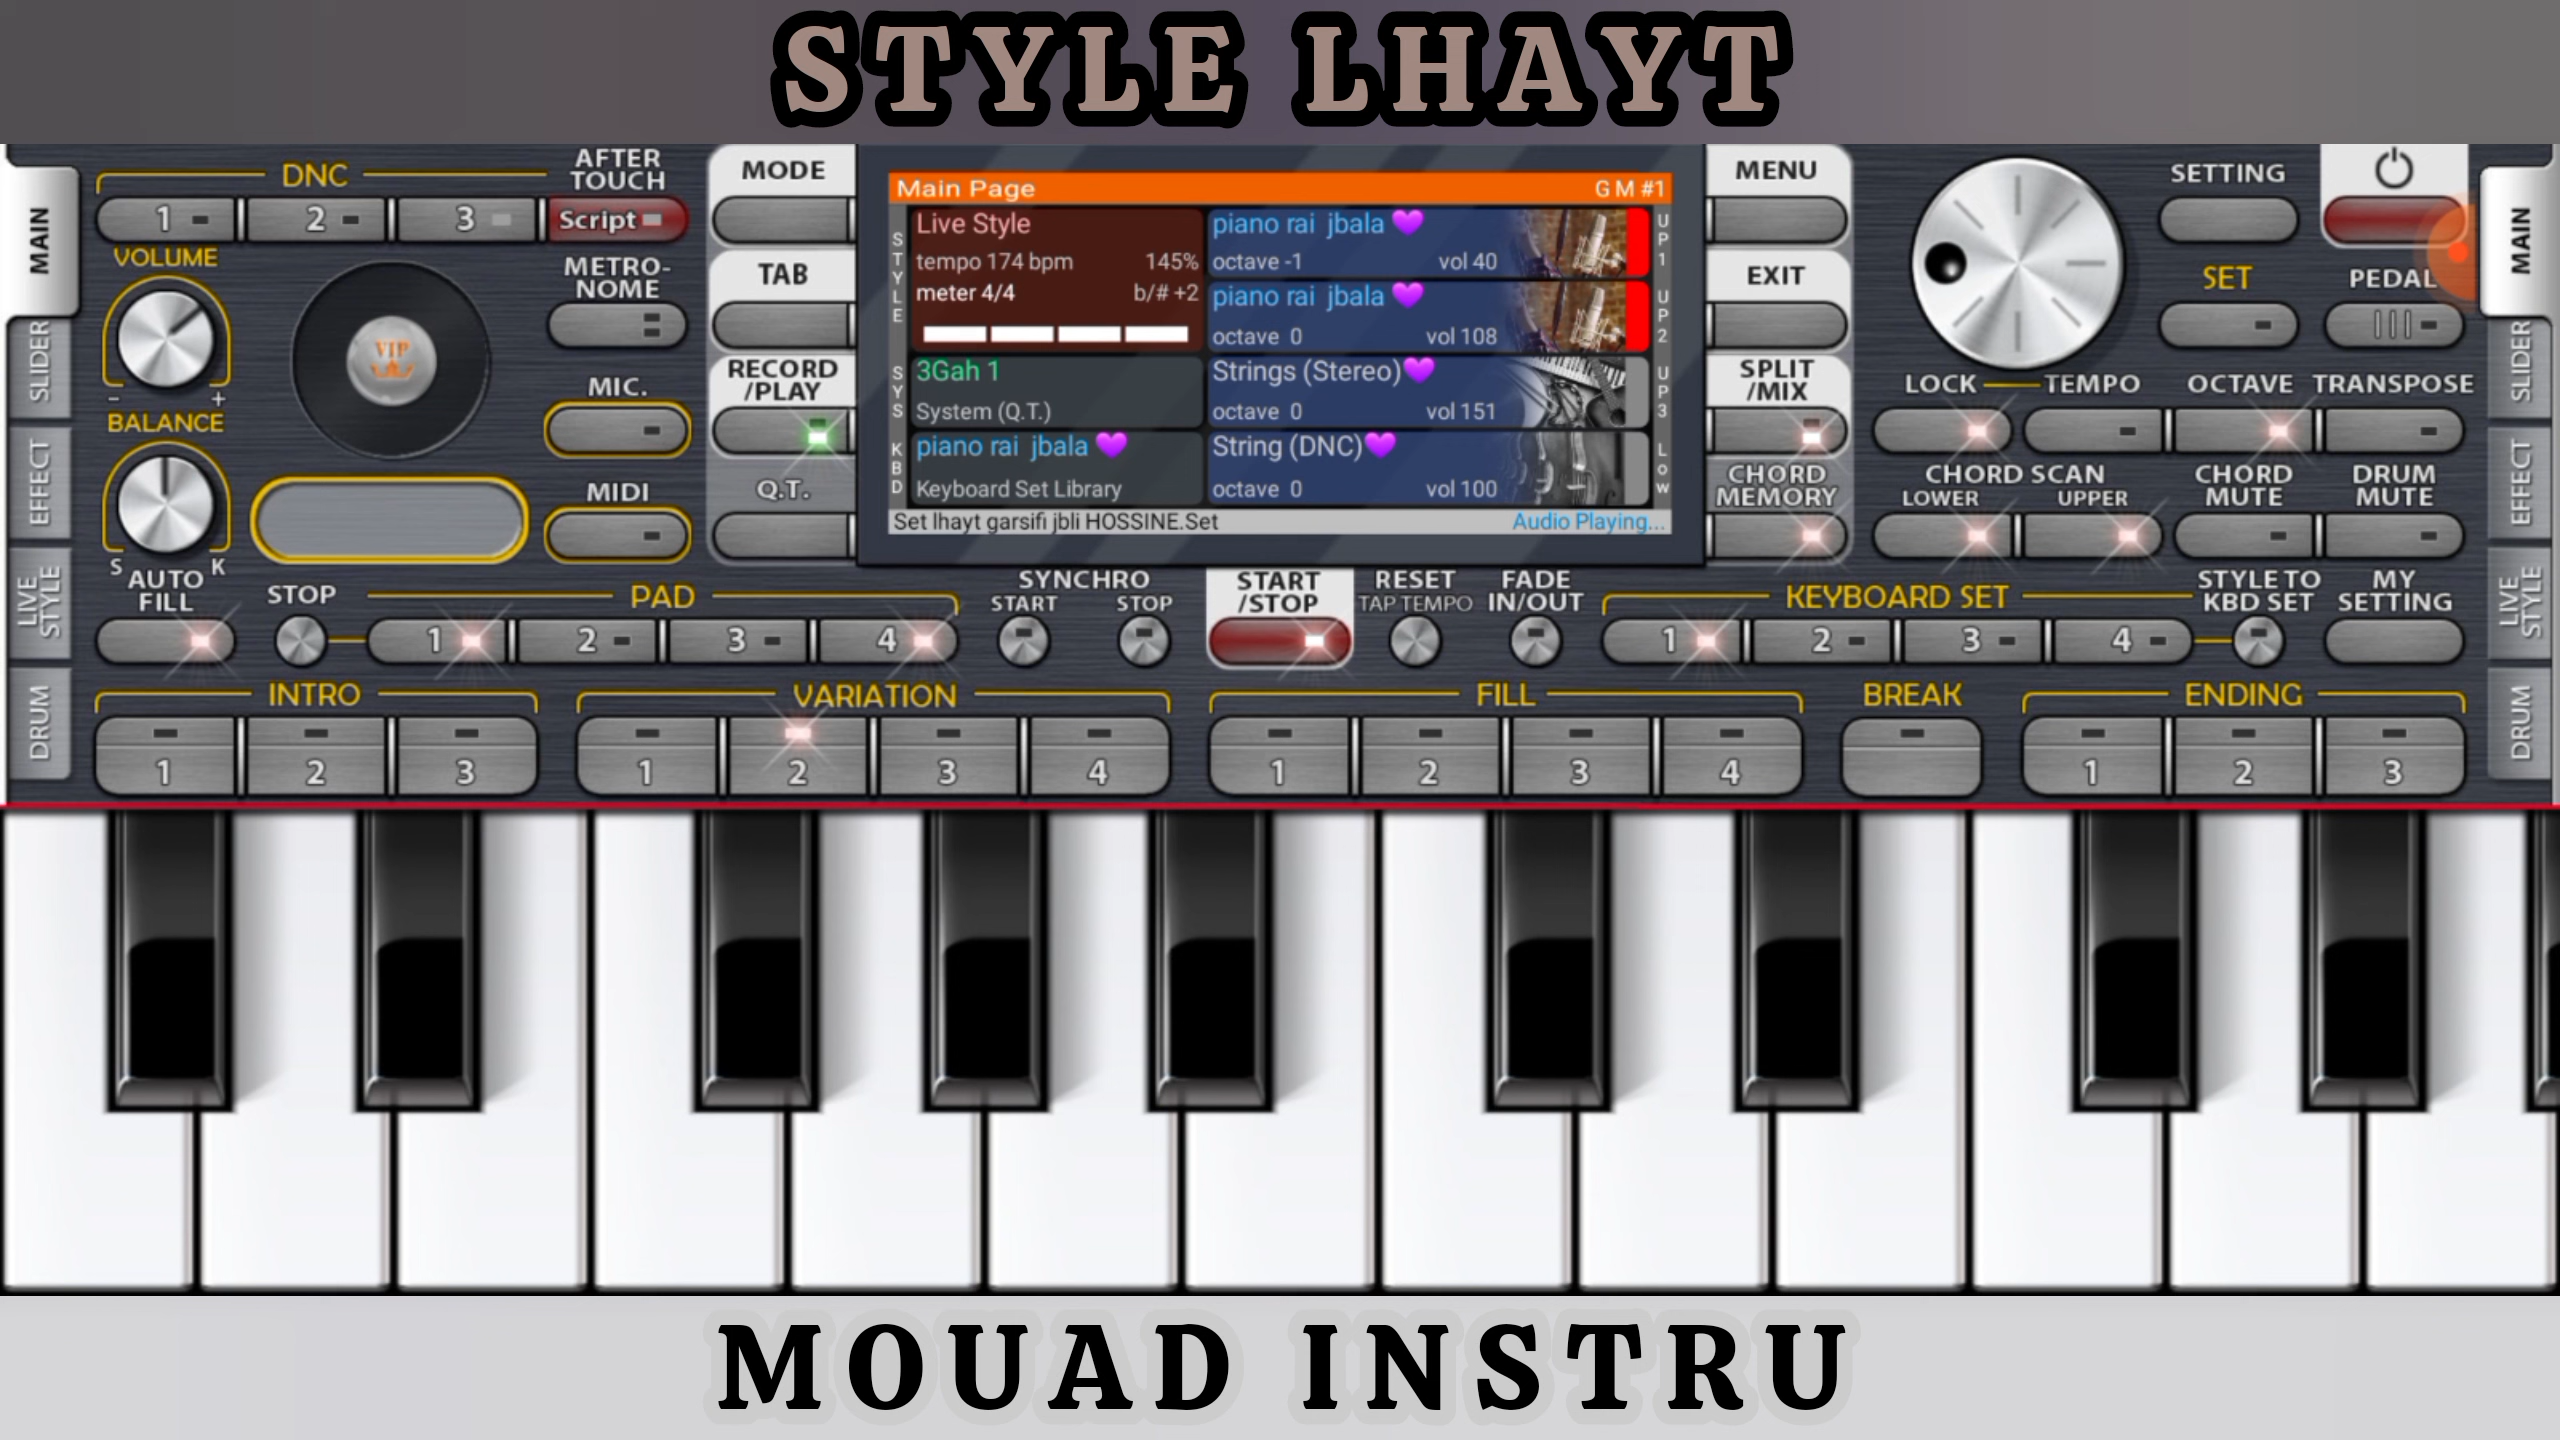 STYLE LHAYT
MAIN
SLIDER
EFFECT
LIVE STYLE
DRUM
DNC
AFTER TOUCH
1 2 3 Script
VOLUME
- +
VIP
METRO-NOME
BALANCE
MIC.
MIDI
S K
MODE
TAB
RECORD /PLAY
Q.T.
Main Page GM #1
STYLE
Live Style
tempo 174 bpm 145%
meter 4/4 b/# +2
SYS
3Gah 1
System (Q.T.)
KBD
piano rai jbala 💜
Keyboard Set Library
piano rai jbala 💜
octave -1 vol 40
UP1
piano rai jbala 💜
octave 0 vol 108
UP2
Strings (Stereo)💜
octave 0 vol 151
UP3
String (DNC)💜
octave 0 vol 100
Low
Set lhayt garsifi jbli HOSSINE.Set Audio Playing...
MENU
EXIT
SPLIT /MIX
CHORD MEMORY
SETTING
SET
PEDAL
LOCK TEMPO OCTAVE TRANSPOSE
CHORD SCAN
LOWER UPPER
CHORD MUTE
DRUM MUTE
MAIN
SLIDER
EFFECT
LIVE STYLE
DRUM
AUTO FILL
STOP
PAD
1 2 3 4
SYNCHRO
START STOP
START /STOP
RESET
TAP TEMPO
FADE IN/OUT
KEYBOARD SET
1 2 3 4
STYLE TO KBD SET
MY SETTING
INTRO
1 2 3
VARIATION
1 2 3 4
FILL
1 2 3 4
BREAK
ENDING
1 2 3
MOUAD INSTRU